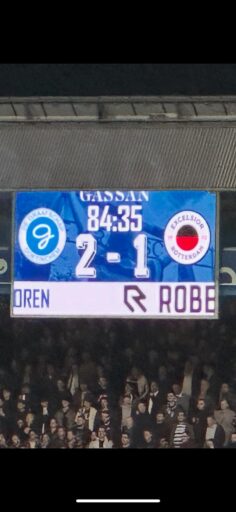 GASSAN
84:35
2 - 1
EXCELSIOR
ROTTERDAM
OREN ROBE